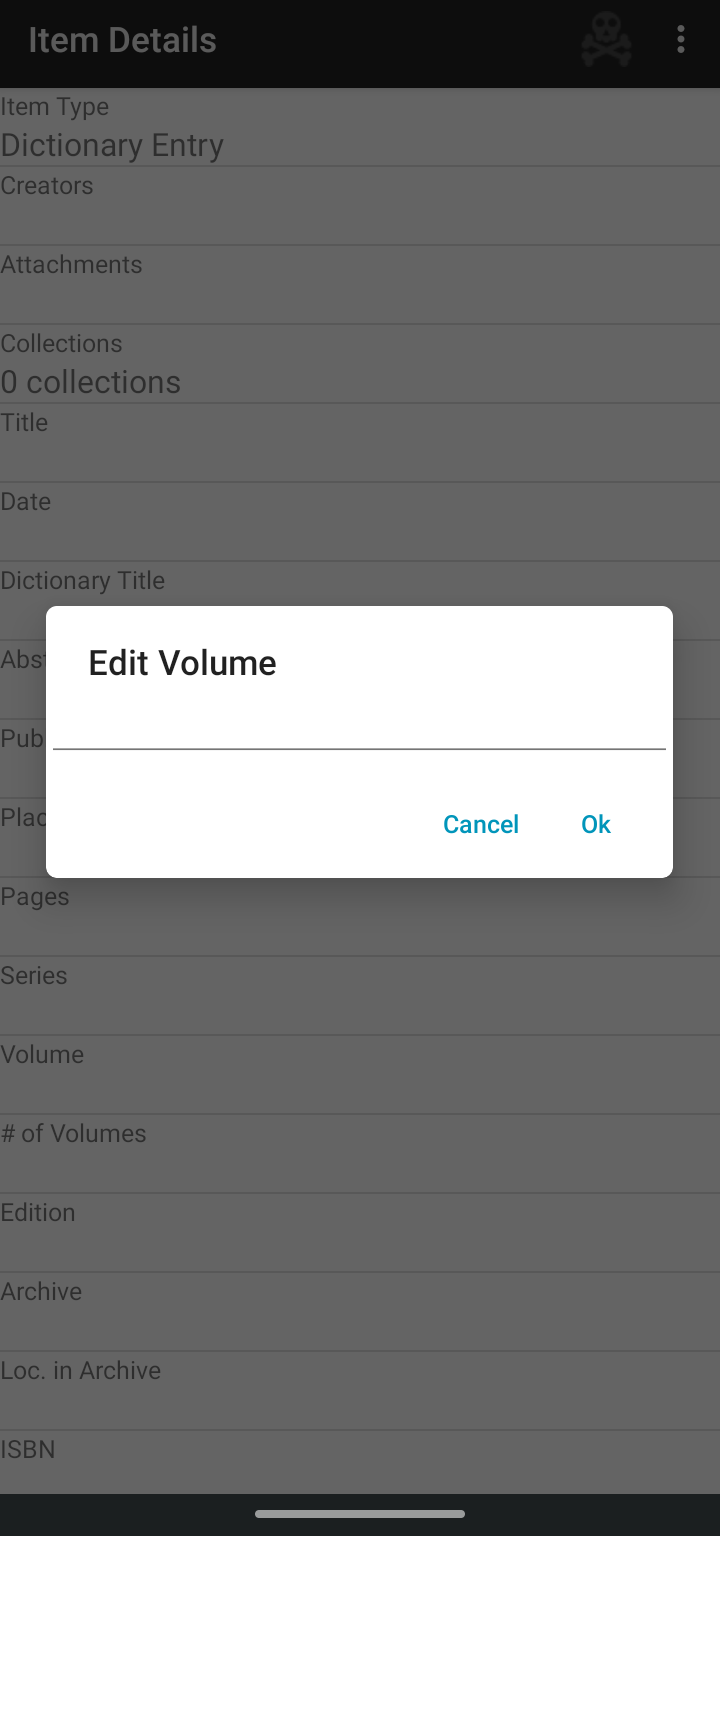 Item Details
Item Type
Dictionary Entry
Creators
Attachments
Collections
0 collections
Title
Date
Dictionary Title
Edit Volume
Cancel
Ok
Pages
Series
Volume
# of Volumes
Edition
Archive
Loc. in Archive
ISBN